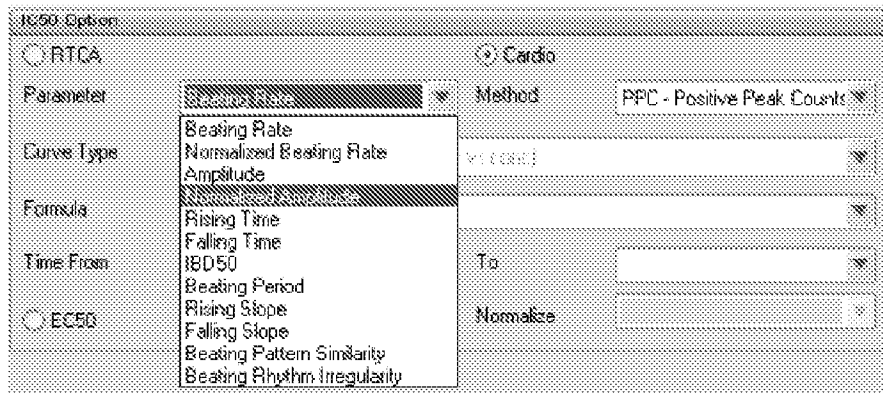 IC50 Option
RTCA
Cardio
Parameter
Beating Rate
Method
PPC - Positive Peak Counts
Beating Rate
Normalized Beating Rate
Amplitude
Normalized Amplitude
Rising Time
Falling Time
IBD50
Beating Period
Rising Slope
Falling Slope
Beating Pattern Similarity
Beating Rhythm Irregularity
Curve Type
Formula
Time From
To
EC50
Normalize